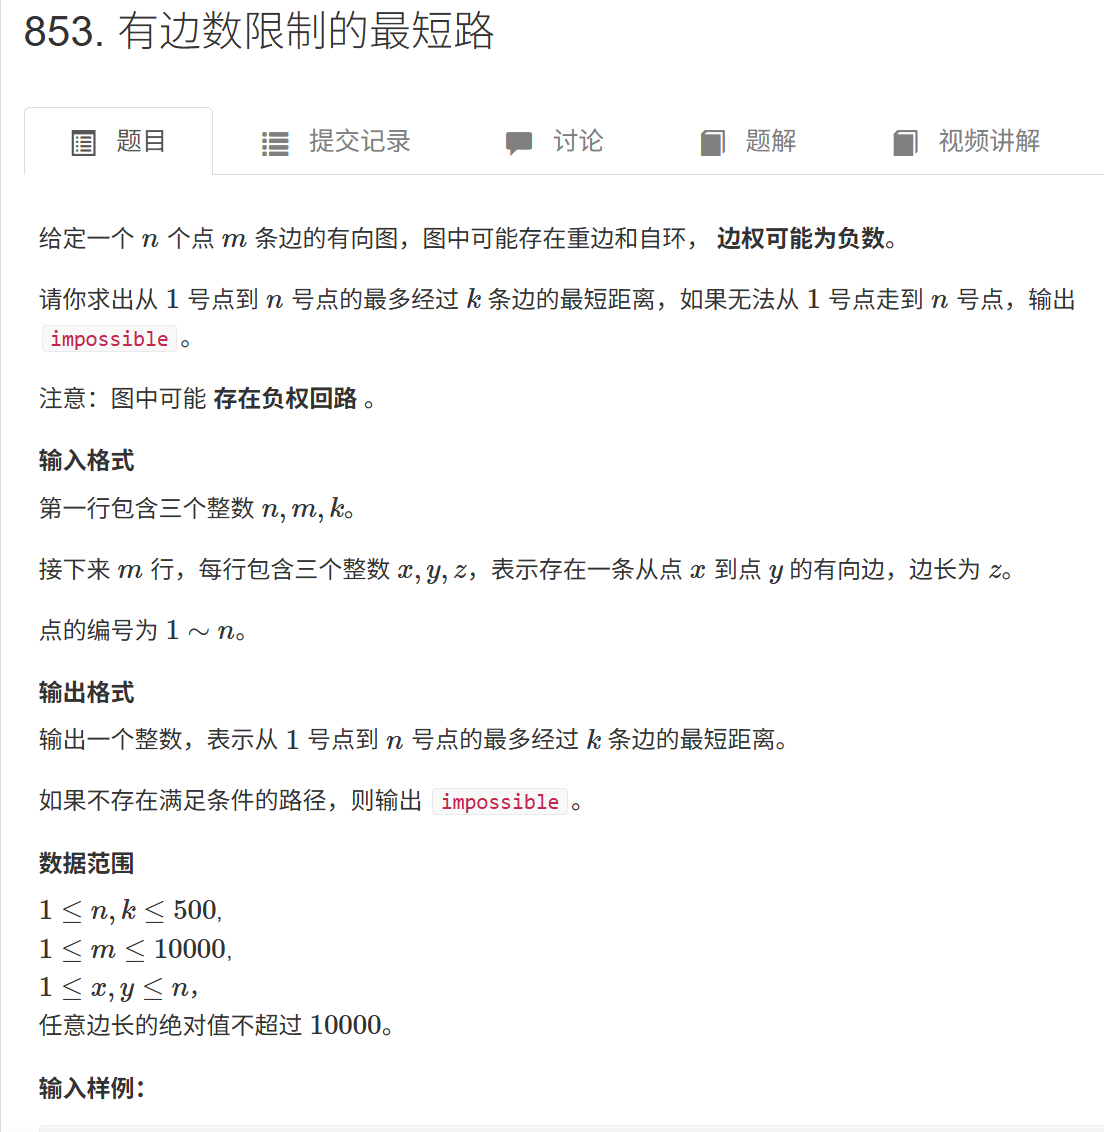 853. 有边数限制的最短路
题目 提交记录 讨论 题解 视频讲解
给定一个 n 个点 m 条边的有向图，图中可能存在重边和自环， 边权可能为负数。
请你求出从 1 号点到 n 号点的最多经过 k 条边的最短距离，如果无法从 1 号点走到 n 号点，输出
impossible 。
注意：图中可能 存在负权回路 。
输入格式
第一行包含三个整数 n, m, k。
接下来 m 行，每行包含三个整数 x, y, z，表示存在一条从点 x 到点 y 的有向边，边长为 z。
点的编号为 1 ∼ n。
输出格式
输出一个整数，表示从 1 号点到 n 号点的最多经过 k 条边的最短距离。
如果不存在满足条件的路径，则输出 impossible 。
数据范围
1 ≤ n, k ≤ 500,
1 ≤ m ≤ 10000,
1 ≤ x, y ≤ n，
任意边长的绝对值不超过 10000。
输入样例：